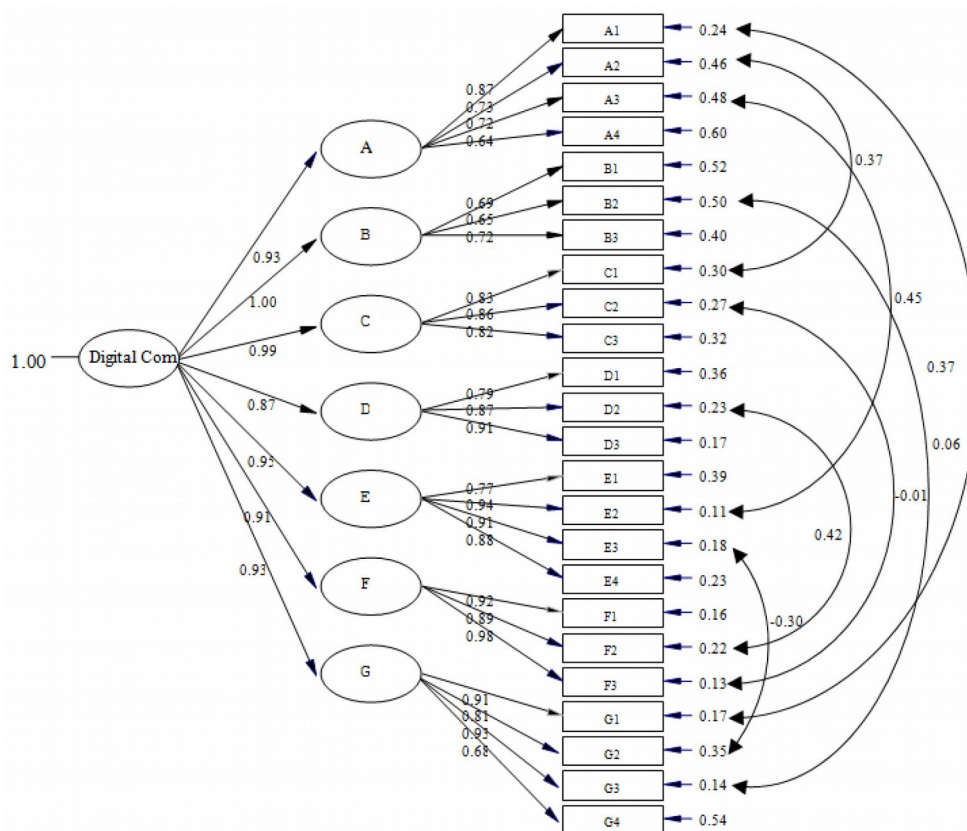 A1 0.24
A2 0.46
0.87
A3 0.48
0.73
0.72
A4 0.60
0.64
A
0.37
B1 0.52
B2 0.50
0.69
0.65
B
B3 0.40
0.72
0.93
C1 0.30
C2 0.27
0.83
0.45
1.00
0.86
C
C3 0.32
0.82
0.99
1.00 Digital Com
D1 0.36
0.37
0.79
D2 0.23
0.87
0.87
D
D3 0.17
0.91
0.06
E1 0.39
0.95
0.77
-0.01
E
E2 0.11
0.94
0.91
0.42
E3 0.18
0.88
0.91
E4 0.23
F
F1 0.16
0.92
-0.30
0.89
F2 0.22
0.98
0.93
F3 0.13
G
G1 0.17
0.91
0.81
G2 0.35
0.93
0.68
G3 0.14
G4 0.54